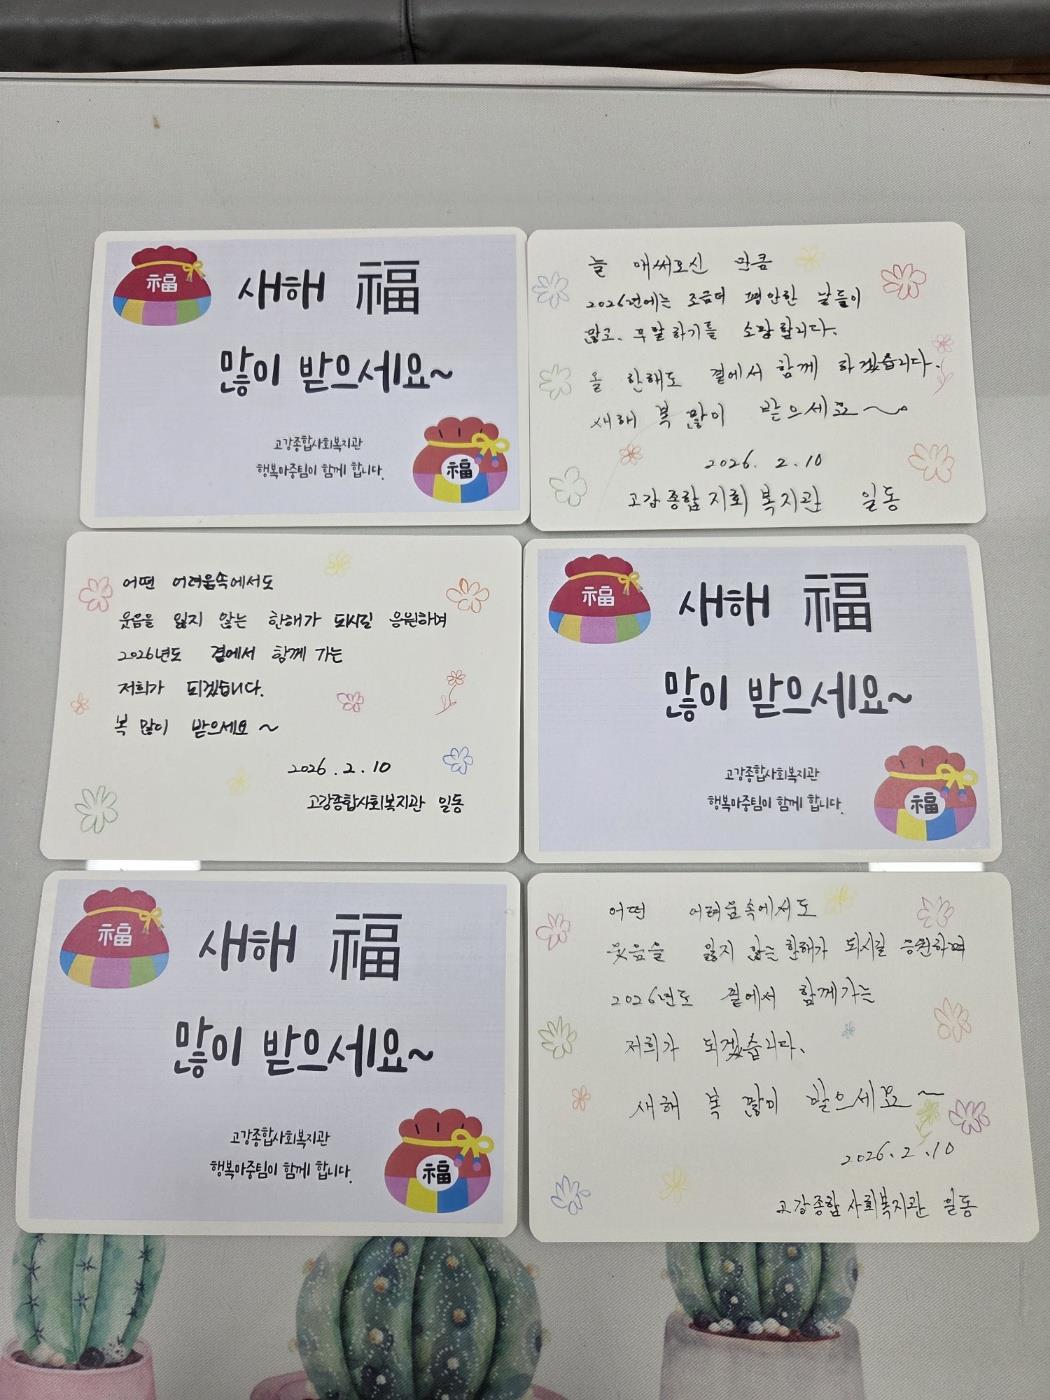 福
새해 福
많이 받으세요~
고강종합사회복지관
행복마중팀이 함께 합니다.
福
늘 애써오신 만큼
2026년에는 조금더 평안한 날들이
많고, 무탈하기를 소망합니다.
올 한해도 곁에서 함께 하겠습니다.
새해 복 많이 받으세요~
2026. 2. 10
고강종합사회복지관 일동
어떤 어려움속에서도
웃음을 잃지 않는 한해가 되시길 응원하며
2026년도 곁에서 함께 가는
저희가 되겠습니다.
복 많이 받으세요~
2026. 2. 10
고강종합사회복지관 일동
福
새해 福
많이 받으세요~
고강종합사회복지관
행복마중팀이 함께 합니다.
福
福
새해 福
많이 받으세요~
고강종합사회복지관
행복마중팀이 함께 합니다.
福
어떤 어려움속에서도
웃음을 잃지 않는 한해가 되시길 응원하며
2026년도 곁에서 함께가는
저희가 되겠습니다.
새해 복 많이 받으세요~
2026. 2. 10
고강종합사회복지관 일동